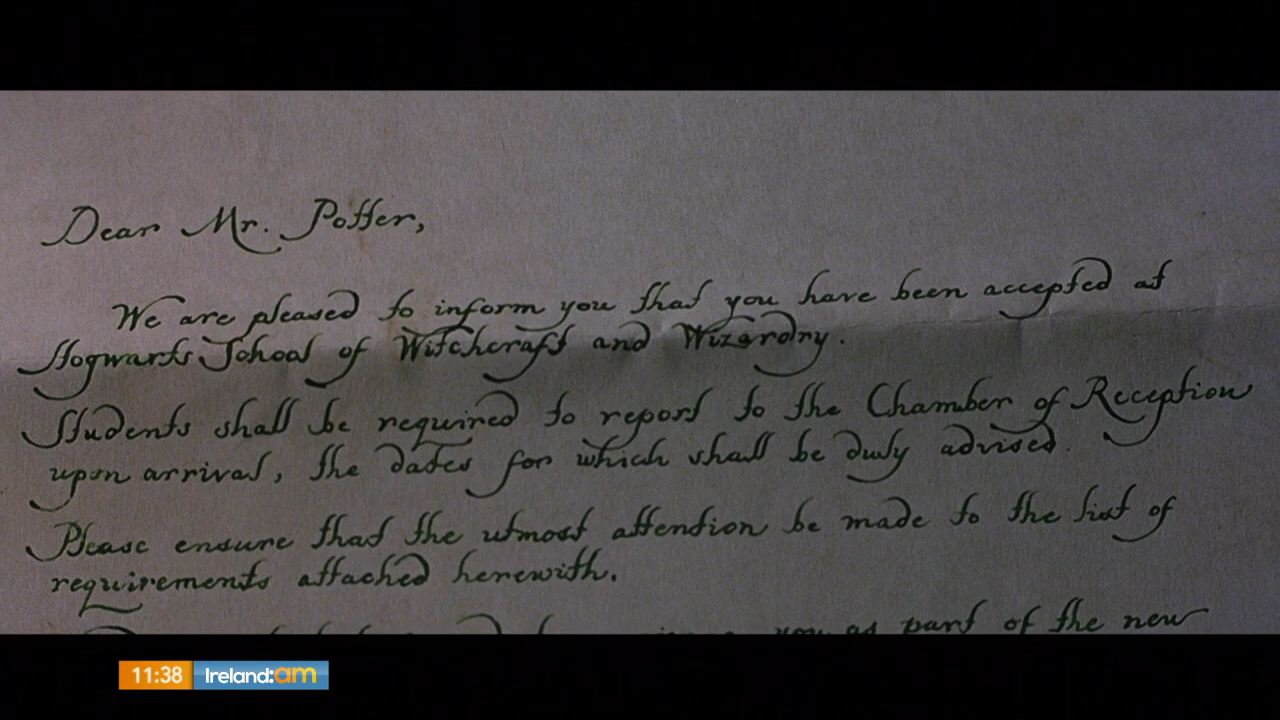 Dear Mr. Potter,
We are pleased to inform you that you have been accepted at
Hogwarts School of Witchcraft and Wizardry.
Students shall be required to report to the Chamber of Reception
upon arrival, the dates for which shall be duly advised.
Please ensure that the utmost attention be made to the list of
requirements attached herewith.
you as part of the new
11:38 Ireland:am